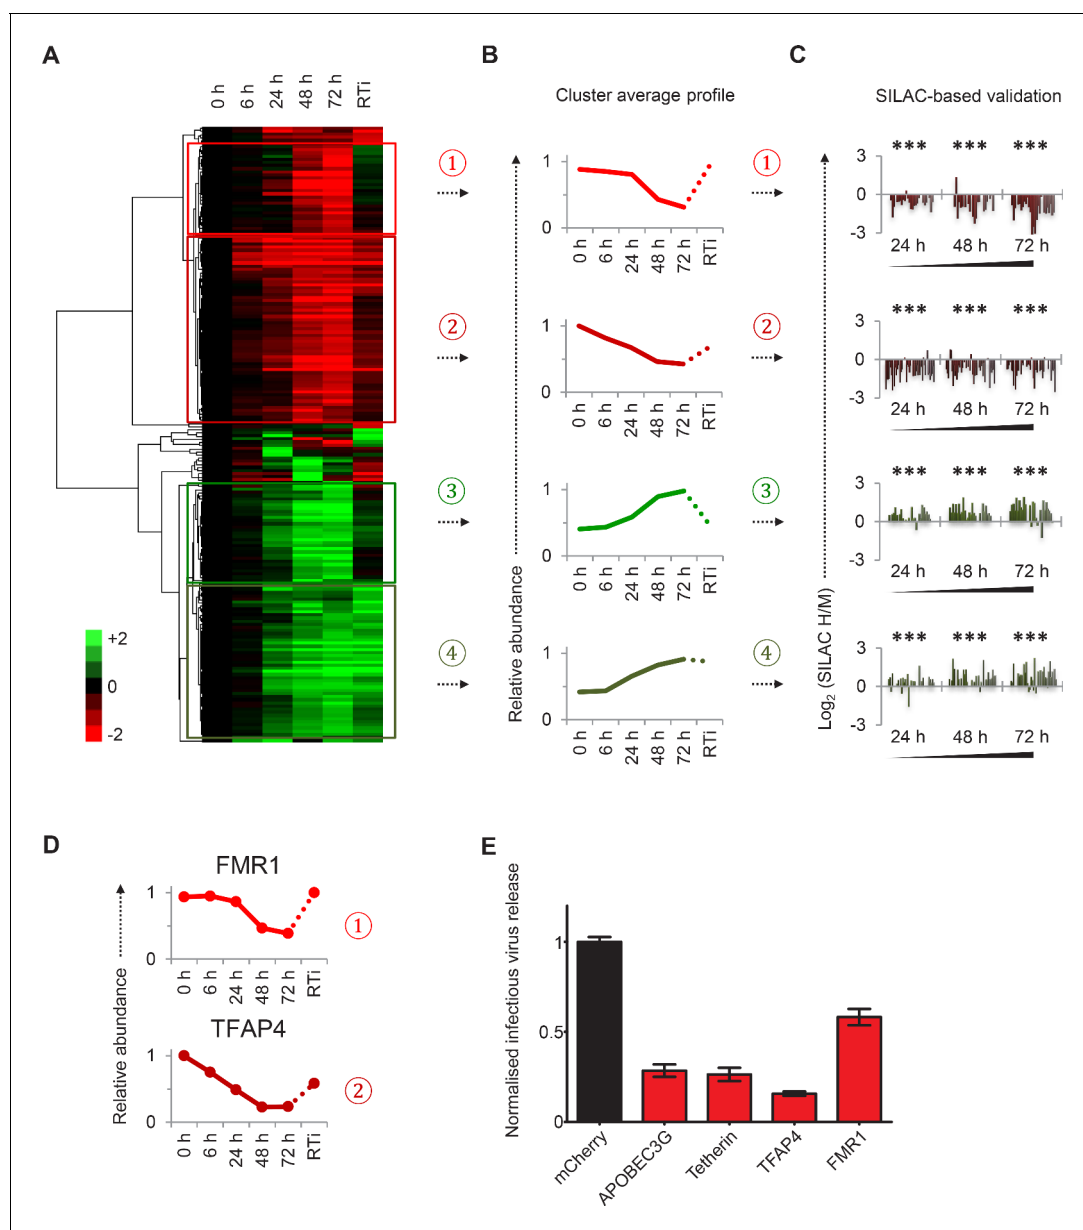 A
B
C
0 h 6 h 24 h 48 h 72 h RTi
Cluster average profile
SILAC-based validation
+2
0
-2
Relative abundance
Log2 (SILAC H/M)
1
1
0
0 h 6 h 24 h 48 h 72 h RTi
1
3
0
-3
*** *** ***
24 h 48 h 72 h
2
1
0
0 h 6 h 24 h 48 h 72 h RTi
2
3
0
-3
*** *** ***
24 h 48 h 72 h
3
1
0
0 h 6 h 24 h 48 h 72 h RTi
3
3
0
-3
*** *** ***
24 h 48 h 72 h
4
1
0
0 h 6 h 24 h 48 h 72 h RTi
4
3
0
-3
*** *** ***
24 h 48 h 72 h
D
Relative abundance
FMR1
1
0
0 h 6 h 24 h 48 h 72 h RTi
1
TFAP4
1
0
0 h 6 h 24 h 48 h 72 h RTi
2
E
Normalised infectious virus release
1
0.5
0
mCherry APOBEC3G Tetherin TFAP4 FMR1